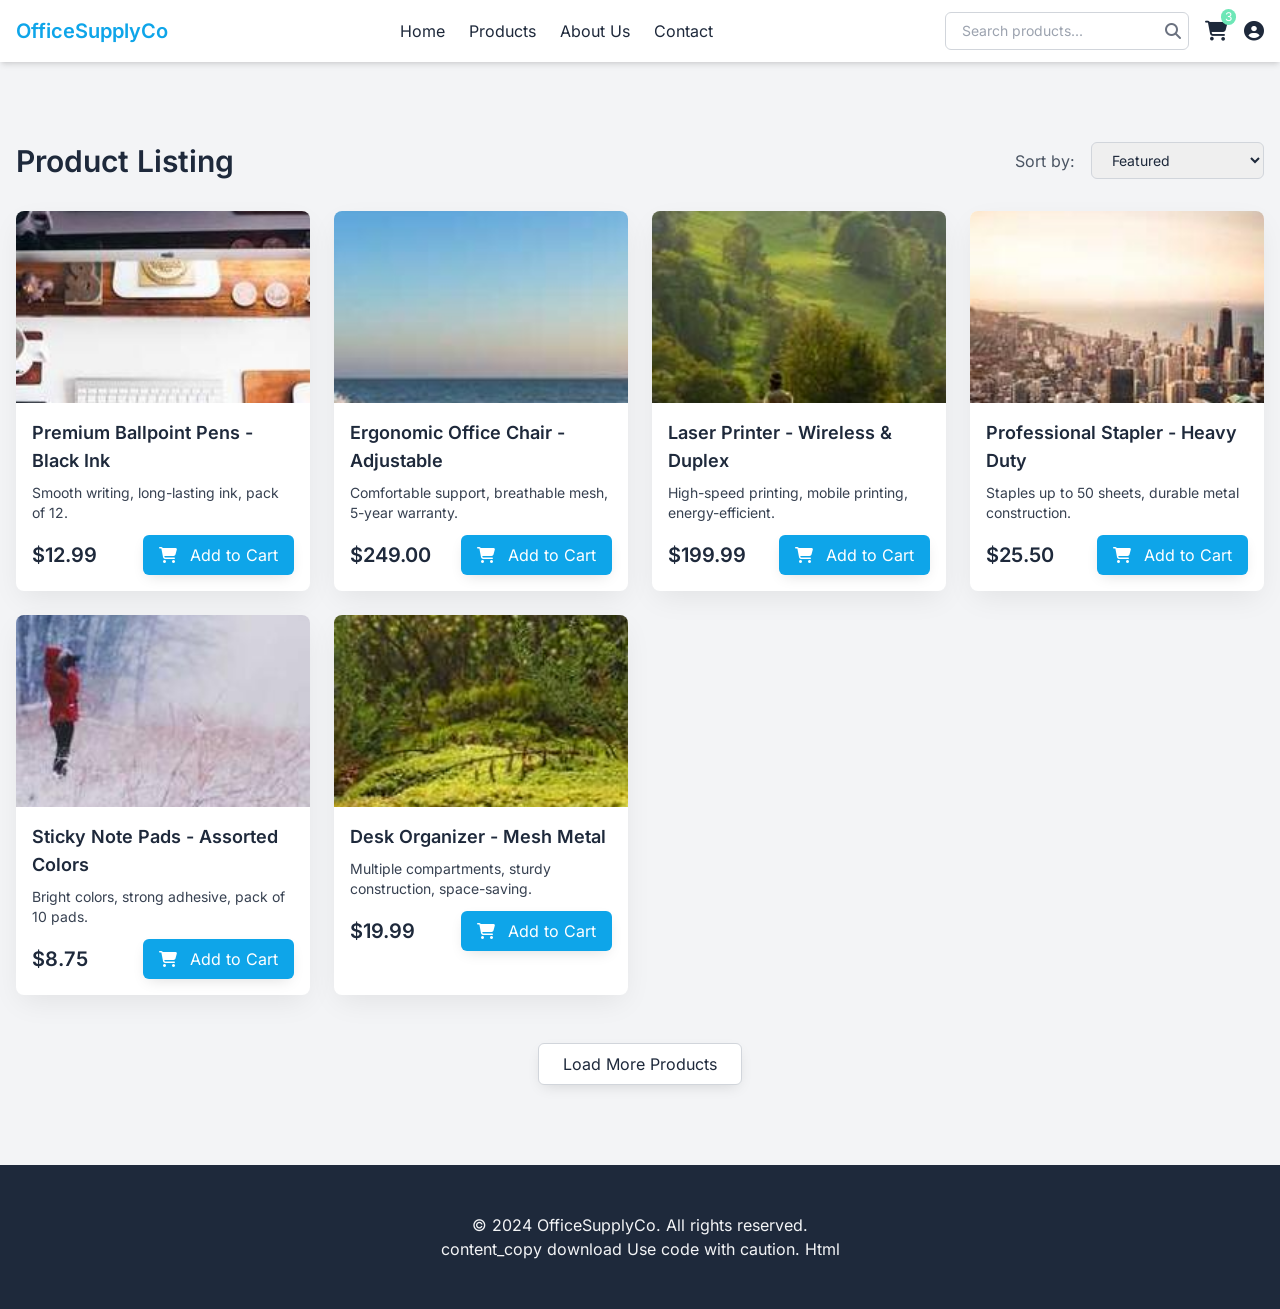 OfficeSupplyCo
Home
Products
About Us
Contact
Search products...
3
Product Listing
Sort by:
Featured
Premium Ballpoint Pens -
Black Ink
Smooth writing, long-lasting ink, pack
of 12.
$12.99
Add to Cart
Ergonomic Office Chair -
Adjustable
Comfortable support, breathable mesh,
5-year warranty.
$249.00
Add to Cart
Laser Printer - Wireless &
Duplex
High-speed printing, mobile printing,
energy-efficient.
$199.99
Add to Cart
Professional Stapler - Heavy
Duty
Staples up to 50 sheets, durable metal
construction.
$25.50
Add to Cart
Sticky Note Pads - Assorted
Colors
Bright colors, strong adhesive, pack of
10 pads.
$8.75
Add to Cart
Desk Organizer - Mesh Metal
Multiple compartments, sturdy
construction, space-saving.
$19.99
Add to Cart
Load More Products
© 2024 OfficeSupplyCo. All rights reserved.
content_copy download Use code with caution. Html